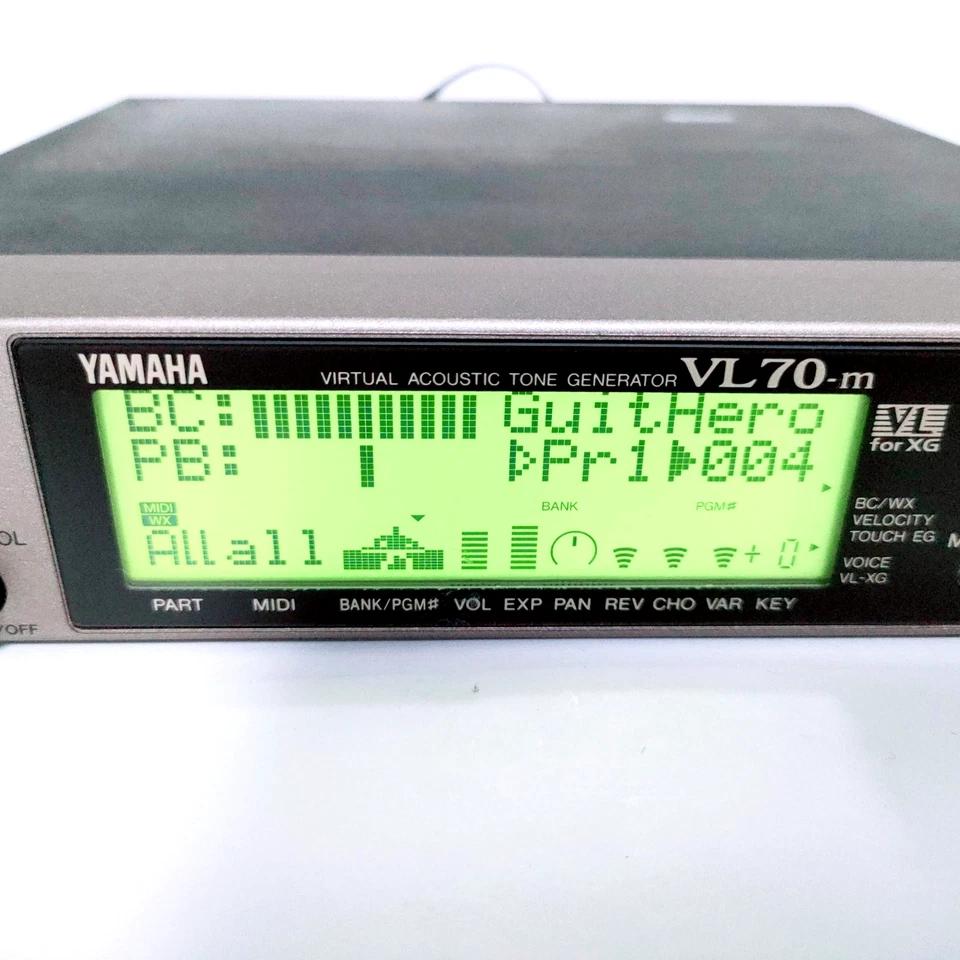 YAMAHA
VIRTUAL ACOUSTIC TONE GENERATOR VL70-m
BC: GuitHero
PB: ▷Pr1▶004
VL
for XG
MIDI
WX
BANK PGM#
BC/WX
VELOCITY
TOUCH EG
Allall + 0
VOICE
VL-XG
PART MIDI BANK/PGM# VOL EXP PAN REV CHO VAR KEY
OL
/OFF